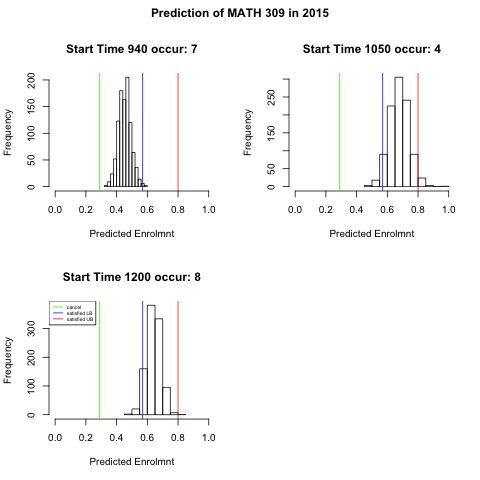 Prediction of MATH 309 in 2015
Start Time 940 occur: 7
Frequency
200
150
100
50
0
0.0 0.2 0.4 0.6 0.8 1.0
Predicted Enrolmnt
Start Time 1050 occur: 4
Frequency
250
150
50
0
0.0 0.2 0.4 0.6 0.8 1.0
Predicted Enrolmnt
Start Time 1200 occur: 8
cancel
satisfied LB
satisfied UB
Frequency
300
200
100
0
0.0 0.2 0.4 0.6 0.8 1.0
Predicted Enrolmnt